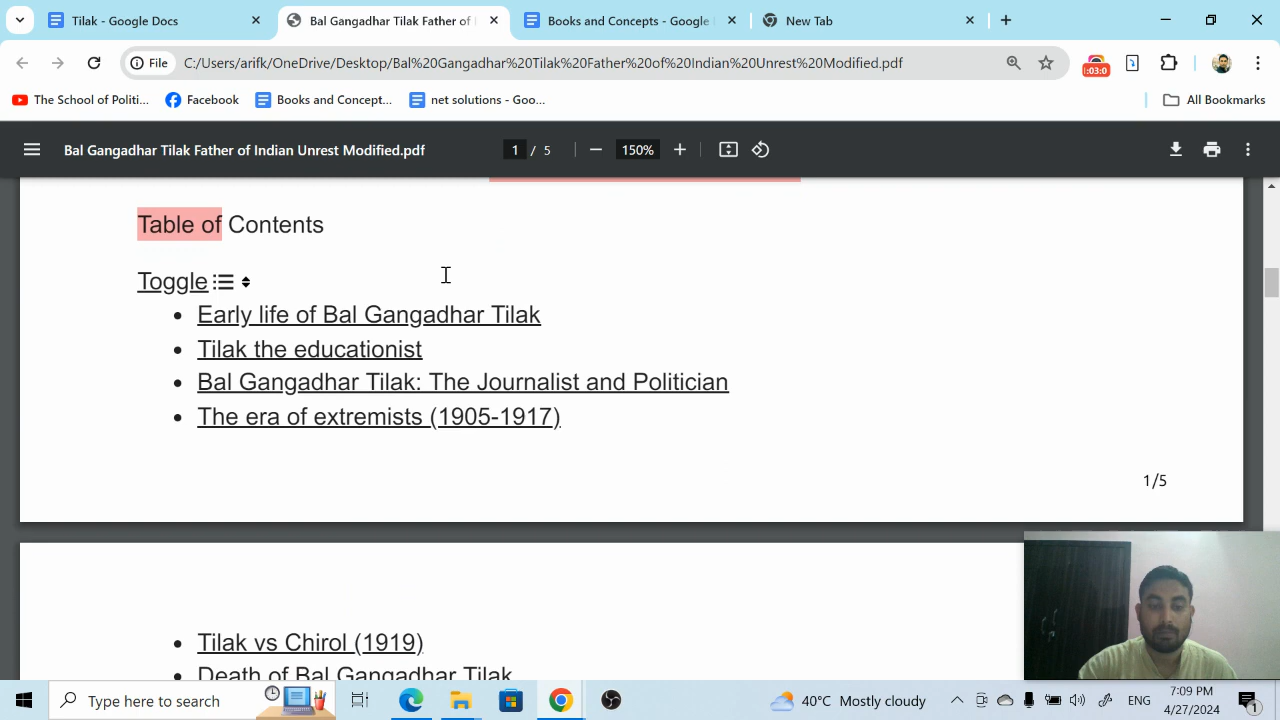 Tilak - Google Docs
Bal Gangadhar Tilak Father of
Books and Concepts - Google
New Tab
File
C:/Users/arifk/OneDrive/Desktop/Bal%20Gangadhar%20Tilak%20Father%20of%20Indian%20Unrest%20Modified.pdf
:03:0
The School of Politi...
Facebook
Books and Concept...
net solutions - Goo...
All Bookmarks
Bal Gangadhar Tilak Father of Indian Unrest Modified.pdf
1 / 5
150%
Table of Contents
Toggle
• Early life of Bal Gangadhar Tilak
• Tilak the educationist
• Bal Gangadhar Tilak: The Journalist and Politician
• The era of extremists (1905-1917)
1/5
• Tilak vs Chirol (1919)
• Death of Bal Gangadhar Tilak
Type here to search
40°C Mostly cloudy
ENG
7:09 PM
4/27/2024
1